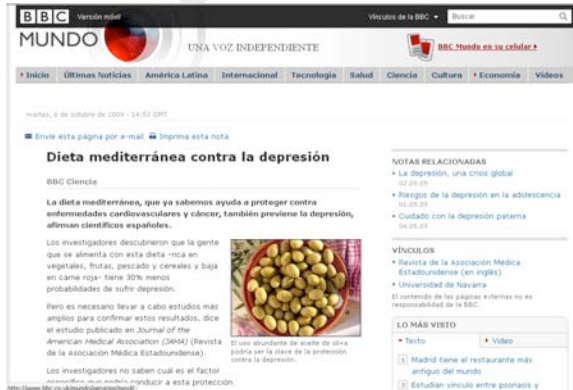 BBC Versión móvil Vínculos de la BBC Buscar
MUNDO UNA VOZ INDEPENDIENTE BBC Mundo en su celular
Inicio Últimas Noticias América Latina Internacional Tecnología Salud Ciencia Cultura Economía Videos
martes, 6 de octubre de 2009 - 14:53 GMT
Envíe esta página por e-mail Imprima esta nota
Dieta mediterránea contra la depresión
BBC Ciencia
La dieta mediterránea, que ya sabemos
ayuda a proteger contra
enfermedades cardiovasculares y cáncer, también previene la depresión,
afirman científicos españoles.
Los investigadores descubrieron que la gente
que se alimenta con esta dieta -rica en
vegetales, frutas, pescado y cereales y baja
en carne roja- tiene 30% menos
probabilidades de sufrir depresión.
Pero es necesario llevar a cabo estudios más
amplios para confirmar estos resultados, dice
el estudio publicado en Journal of the
American Medical Association (JAMA) (Revista
de la Asociación Médica Estadounidense).
Los investigadores no saben cuál es el factor
específico que podría conducir a esta protección.
El uso abundante de aceite de oliva
podría ser la clave de la protección
contra la depresión.
NOTAS RELACIONADAS
La depresión, una crisis global
02.09.09
Riesgos de la depresión en la adolescencia
Cuidado con la depresión paterna
VÍNCULOS
Revista de la Asociación Médica
Estadounidense (en inglés)
Universidad de Navarra
El contenido de las páginas externas no es
responsabilidad de la BBC.
LO MÁS VISTO
Texto Video
1 Madrid tiene el restaurante más
antiguo del mundo
2 Estudian vínculo entre psoriasis y